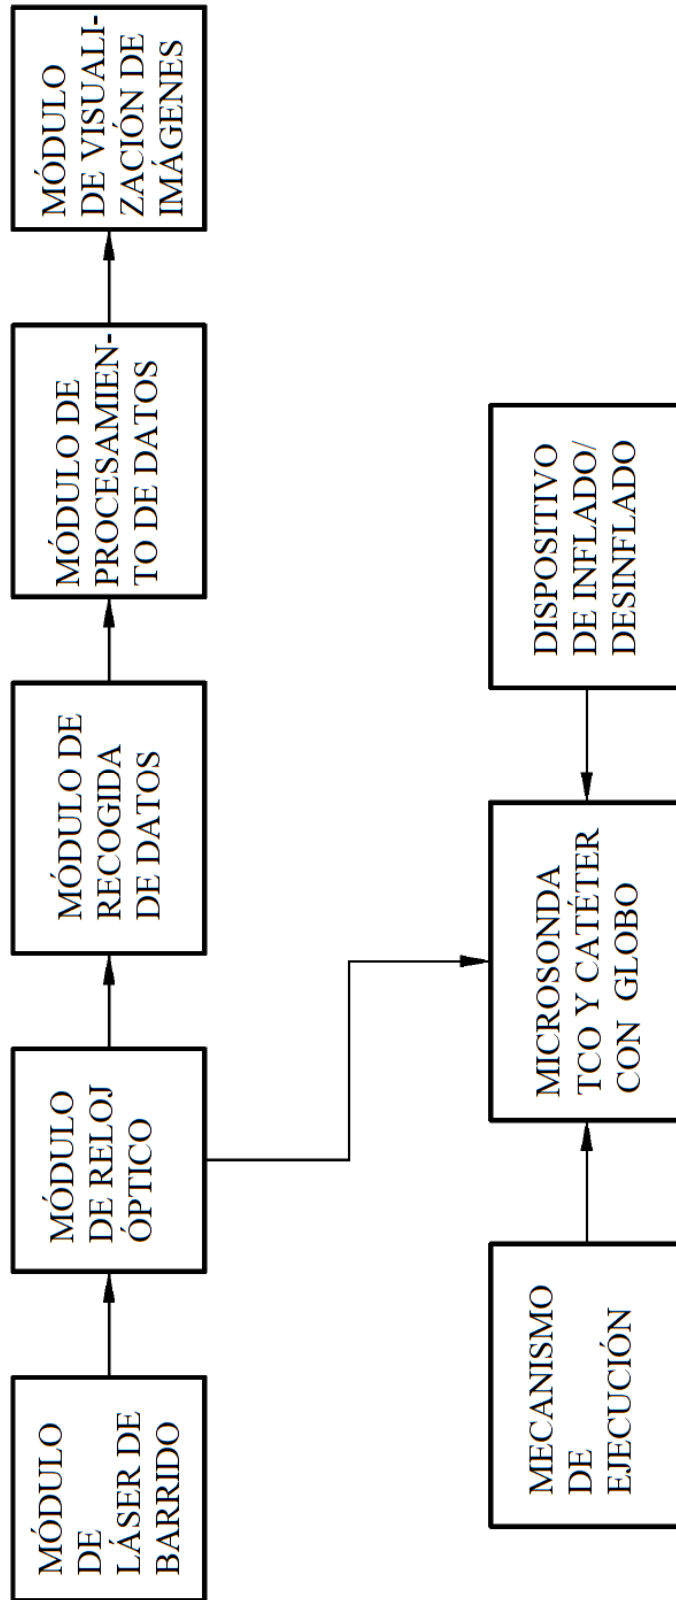 MÓDULO
DE
LÁSER DE
BARRIDO
MÓDULO
DE RELOJ
ÓPTICO
MÓDULO DE
RECOGIDA
DE DATOS
MÓDULO DE
PROCESAMIEN-
TO DE DATOS
MÓDULO
DE VISUALI-
ZACIÓN DE
IMÁGENES
MECANISMO
DE
EJECUCIÓN
MICROSONDA
TCO Y CATÉTER
CON GLOBO
DISPOSITIVO
DE INFLADO/
DESINFLADO